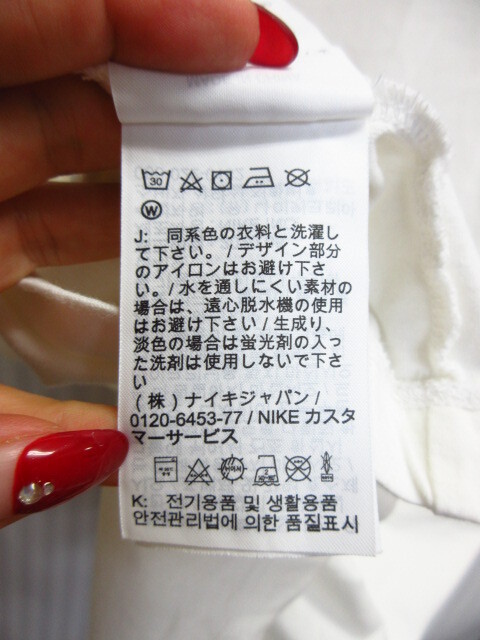 30
W
J: 同系色の衣料と洗濯し
て下さい。/ デザイン部分
のアイロンはお避け下さ
い。/ 水を通しにくい素材の
場合は、遠心脱水機の使用
はお避け下さい / 生成り、
淡色の場合は蛍光剤の入っ
た洗剤は使用しないで下さ
い
(株) ナイキジャパン /
0120-6453-77 / NIKE カスタ
マーサービス
K: 전기용품 및 생활용품
안전관리법에 의한 품질표시